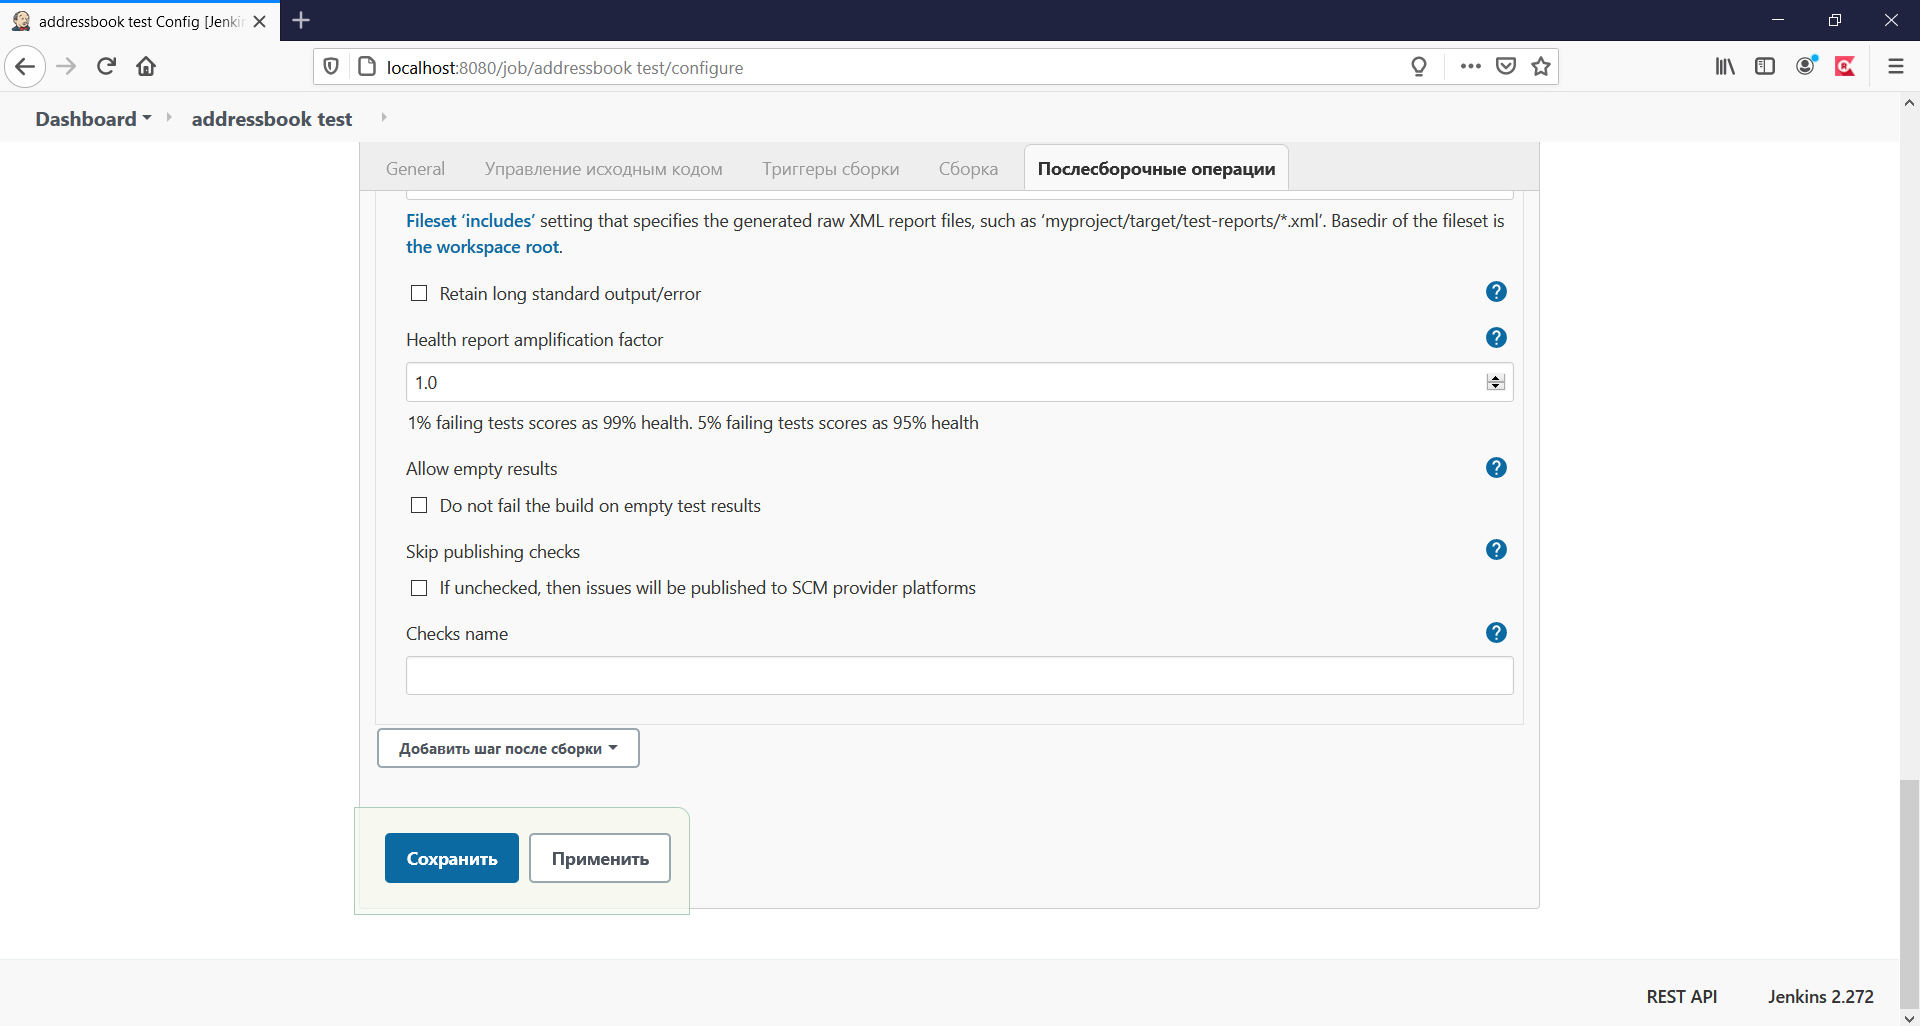 addressbook test Config [Jenki
localhost:8080/job/addressbook test/configure
Dashboard
addressbook test
General
Управление исходным кодом
Триггеры сборки
Сборка
Послесборочные операции
Fileset ‘includes’ setting that specifies the generated raw XML report files, such as ‘myproject/target/test-reports/*.xml’. Basedir of the fileset is
the workspace root.
Retain long standard output/error
Health report amplification factor
1.0
1% failing tests scores as 99% health. 5% failing tests scores as 95% health
Allow empty results
Do not fail the build on empty test results
Skip publishing checks
If unchecked, then issues will be published to SCM provider platforms
Checks name
Добавить шаг после сборки
Сохранить
Применить
REST API
Jenkins 2.272